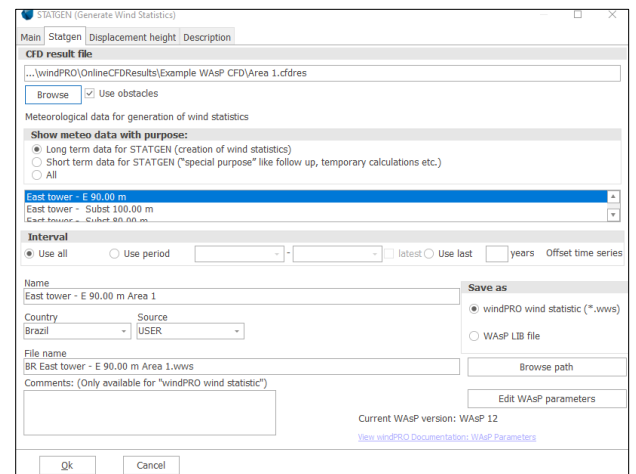 STATGEN (Generate Wind Statistics)
Main Statgen Displacement height Description
CFD result file
...\windPRO\OnlineCFDResults\Example WAsP CFD\Area 1.cfdres
Browse Use obstacles
Meteorological data for generation of wind statistics
Show meteo data with purpose:
Long term data for STATGEN (creation of wind statistics)
Short term data for STATGEN ("special purpose" like follow up, temporary calculations etc.)
All
East tower - E 90.00 m
East tower - Subst 100.00 m
East tower - Subst 80.00 m
Interval
Use all Use period - latest Use last years Offset time series
Name
East tower - E 90.00 m Area 1
Country Source
Brazil USER
File name
BR East tower - E 90.00 m Area 1.wws
Comments: (Only available for "windPRO wind statistic")
Save as
windPRO wind statistic (*.wws)
WAsP LIB file
Browse path
Edit WAsP parameters
Current WAsP version: WAsP 12
View windPRO Documentation: WAsP Parameters
Ok Cancel